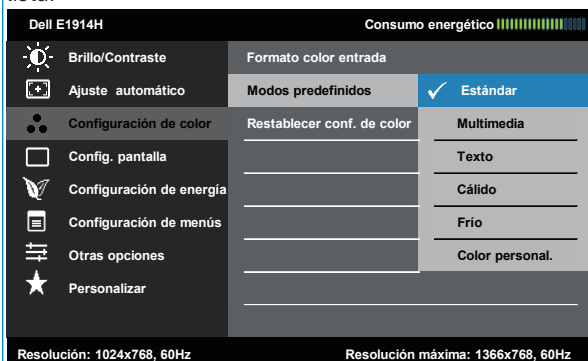 Dell E1914H Consumo energético
Brillo/Contraste Formato color entrada
Ajuste automático Modos predefinidos Estándar
Configuración de color Restablecer conf. de color Multimedia
Config. pantalla Texto
Configuración de energía Cálido
Configuración de menús Frío
Otras opciones Color personal.
Personalizar
Resolución: 1024x768, 60Hz Resolución máxima: 1366x768, 60Hz